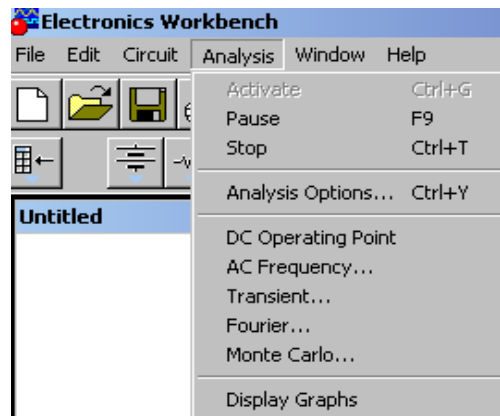 Electronics Workbench
File Edit Circuit Analysis Window Help
Activate Ctrl+G
Pause F9
Stop Ctrl+T
Analysis Options... Ctrl+Y
Untitled
DC Operating Point
AC Frequency...
Transient...
Fourier...
Monte Carlo...
Display Graphs